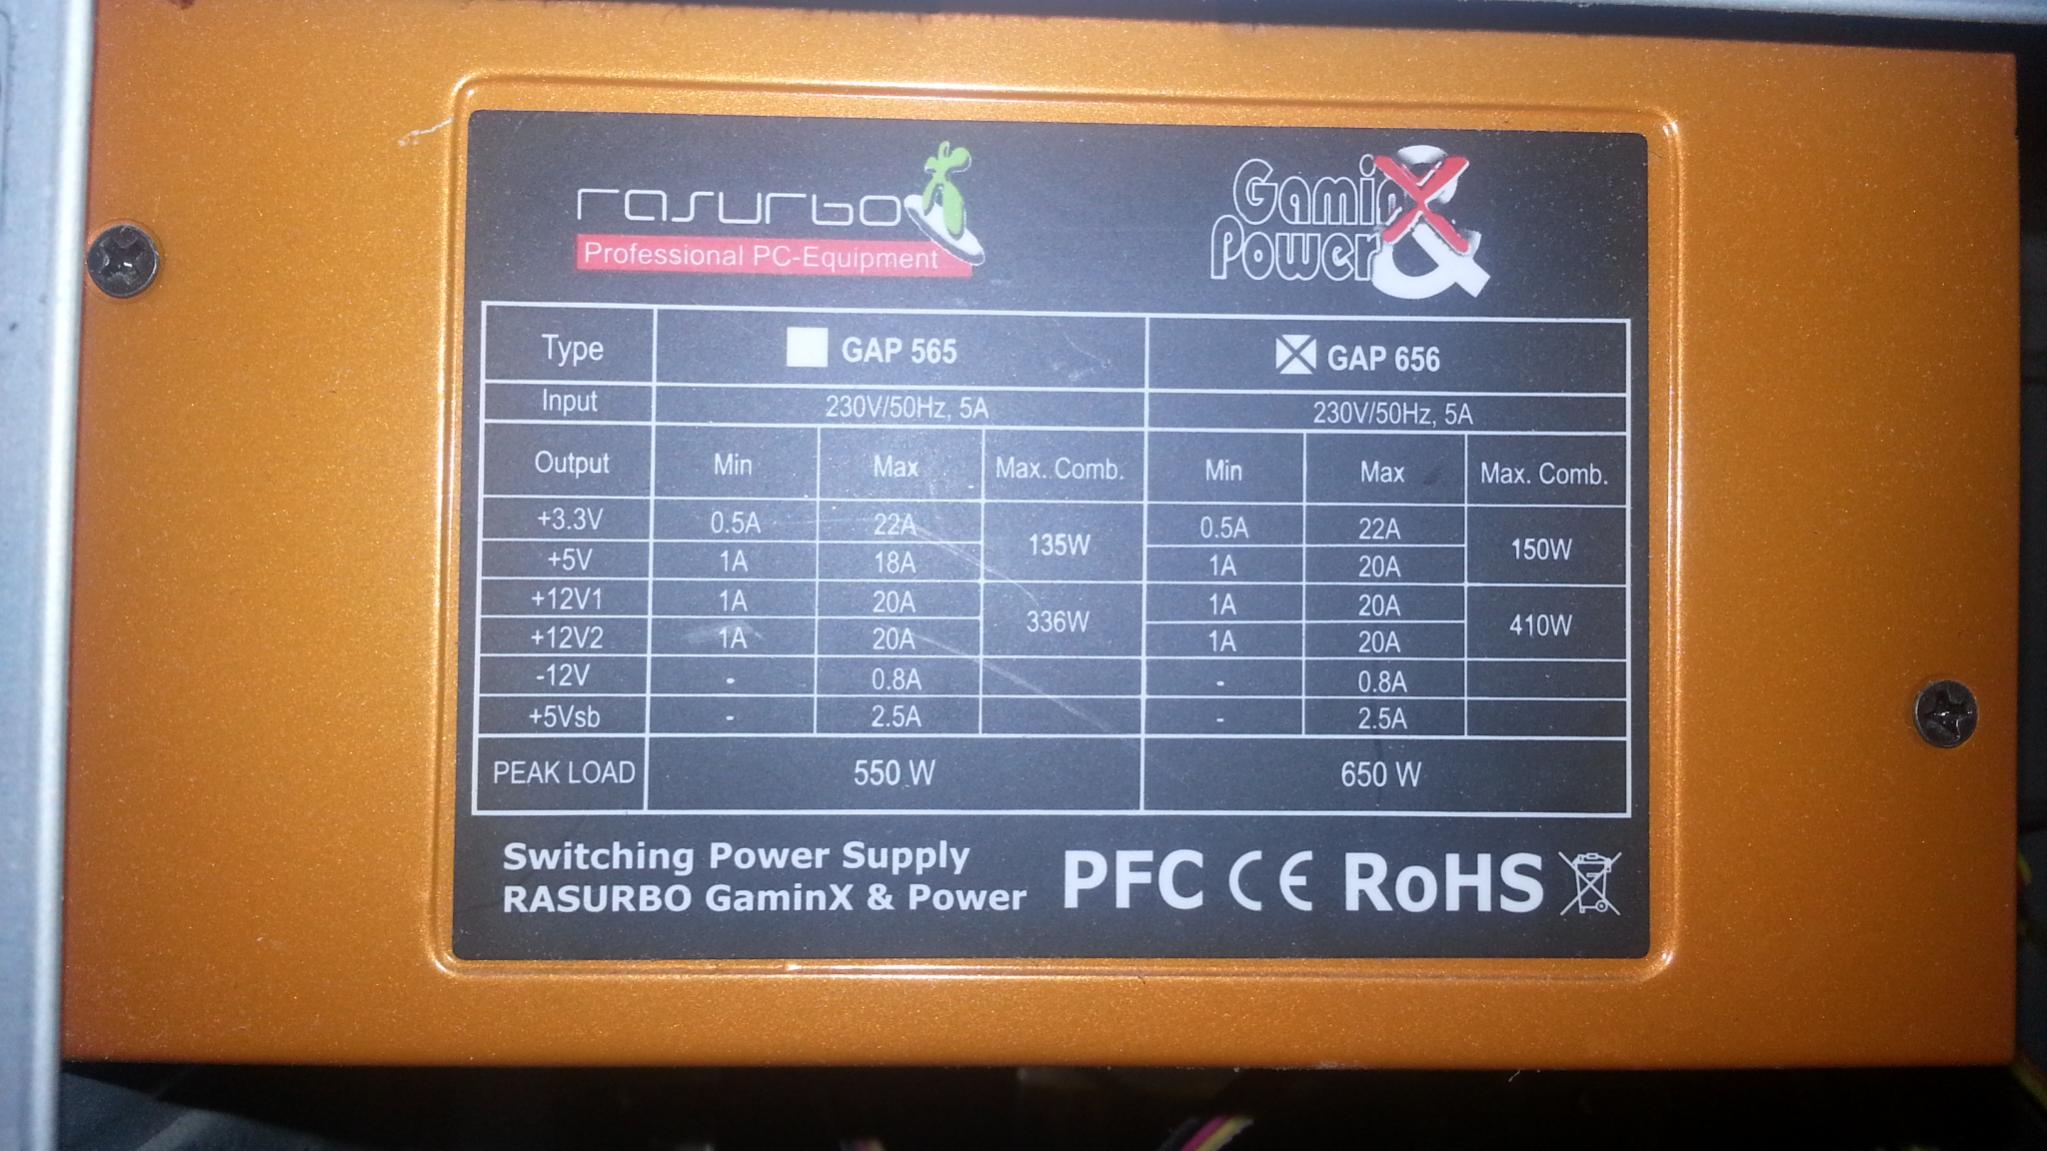 rasurbo
Professional PC-Equipment
GaminX
Power &
Type GAP 565 GAP 656
Input 230V/50Hz, 5A 230V/50Hz, 5A
Output Min Max Max. Comb. Min Max Max. Comb.
+3.3V 0.5A 22A 135W 0.5A 22A 150W
+5V 1A 18A 1A 20A
+12V1 1A 20A 336W 1A 20A 410W
+12V2 1A 20A 1A 20A
-12V - 0.8A - 0.8A
+5Vsb - 2.5A - 2.5A
PEAK LOAD 550 W 650 W
Switching Power Supply
RASURBO GaminX & Power
PFC CE RoHS